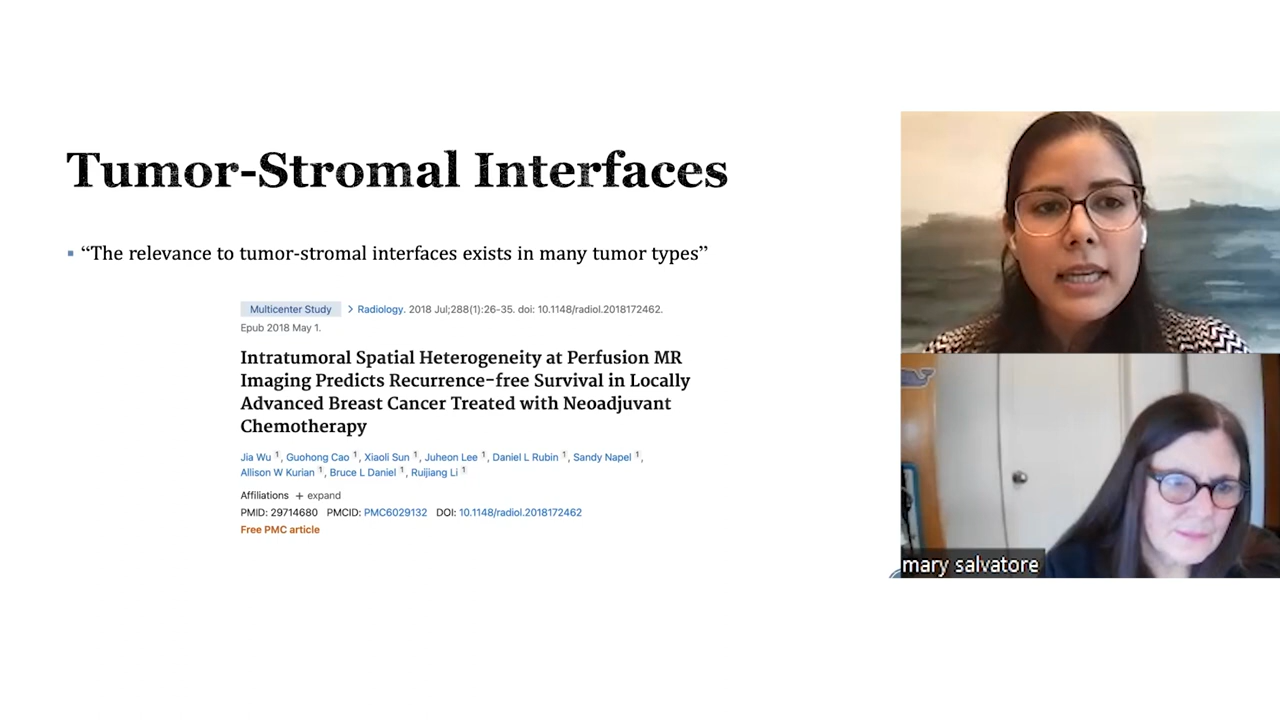 Tumor-Stromal Interfaces
▪ “The relevance to tumor-stromal interfaces exists in many tumor types”
Multicenter Study > Radiology. 2018 Jul;288(1):26-35. doi: 10.1148/radiol.2018172462.
Epub 2018 May 1.
Intratumoral Spatial Heterogeneity at Perfusion MR
Imaging Predicts Recurrence-free Survival in Locally
Advanced Breast Cancer Treated with Neoadjuvant
Chemotherapy
Jia Wu 1, Guohong Cao 1, Xiaoli Sun 1, Juheon Lee 1, Daniel L Rubin 1, Sandy Napel 1,
Allison W Kurian 1, Bruce L Daniel 1, Ruijiang Li 1
Affiliations + expand
PMID: 29714680 PMCID: PMC6029132 DOI: 10.1148/radiol.2018172462
Free PMC article
mary salvatore